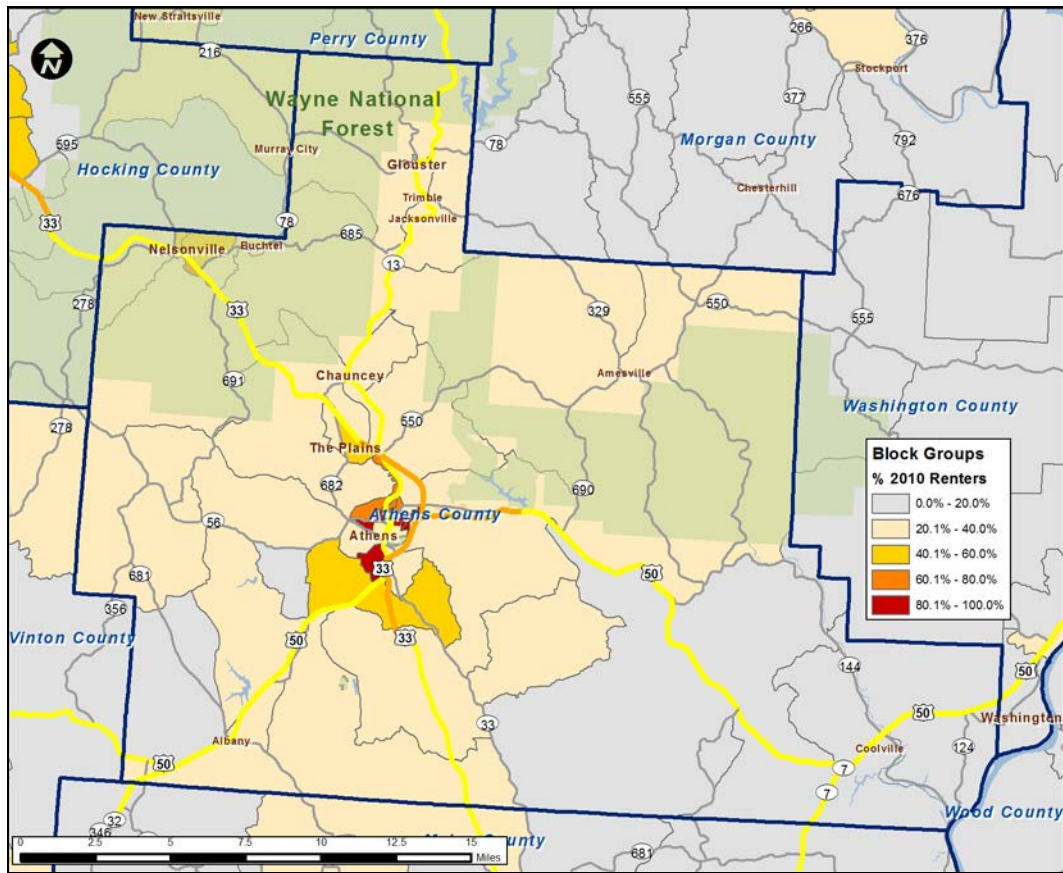 New Straitsville
Perry County
216
266
376
Stockport
N
Wayne National
Forest
555
377
78
Morgan County
792
595
Murray City
Glouster
Hocking County
Trimble
Chesterhill
676
33
78
Jacksonville
685
Nelsonville
Buchtel
13
278
33
329
550
555
691
Chauncey
Amesville
550
Washington County
278
The Plains
Block Groups
% 2010 Renters
0.0% - 20.0%
20.1% - 40.0%
40.1% - 60.0%
60.1% - 80.0%
80.1% - 100.0%
682
690
56
Athens County
Athens
33
681
50
356
Vinton County
50
33
144
50
50
33
50
Washington
Albany
Coolville
124
50
7
7
32
346
Wood County
County
681
0 2.5 5 7.5 10 12.5 15
Miles